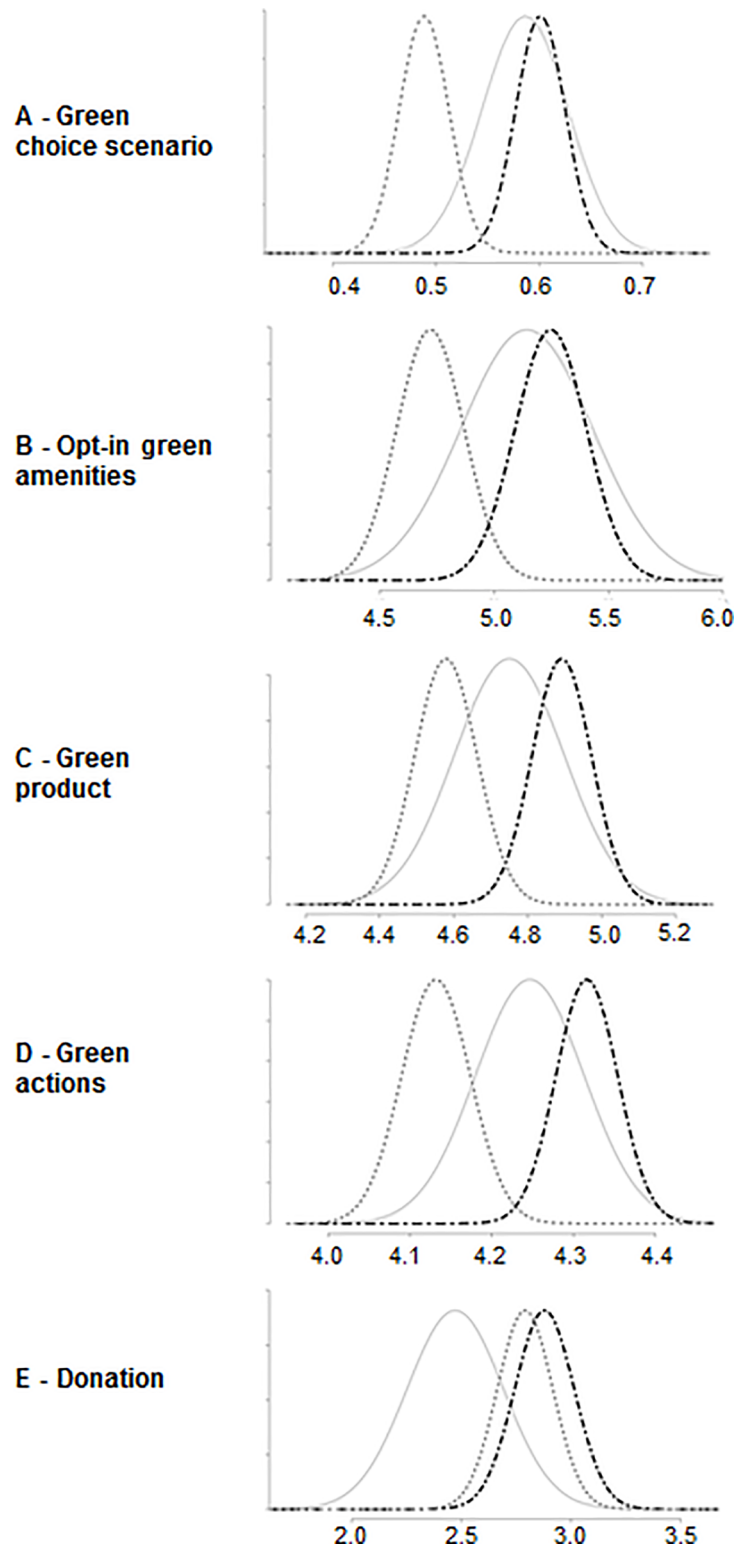 A - Green
choice scenario
0.4 0.5 0.6 0.7
B - Opt-in green
amenities
4.5 5.0 5.5 6.0
C - Green
product
4.2 4.4 4.6 4.8 5.0 5.2
D - Green
actions
4.0 4.1 4.2 4.3 4.4
E - Donation
2.0 2.5 3.0 3.5